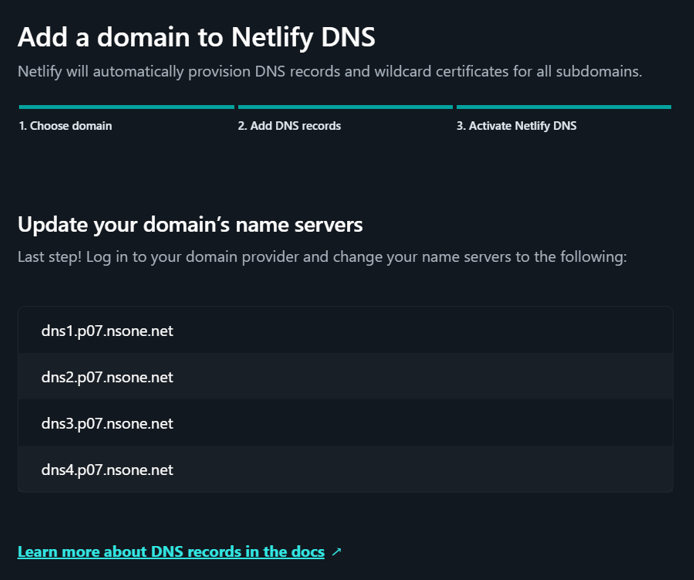 Add a domain to Netlify DNS
Netlify will automatically provision DNS records and wildcard certificates for all subdomains.
1. Choose domain
2. Add DNS records
3. Activate Netlify DNS
Update your domain’s name servers
Last step! Log in to your domain provider and change your name servers to the following:
dns1.p07.nsone.net
dns2.p07.nsone.net
dns3.p07.nsone.net
dns4.p07.nsone.net
Learn more about DNS records in the docs ↗